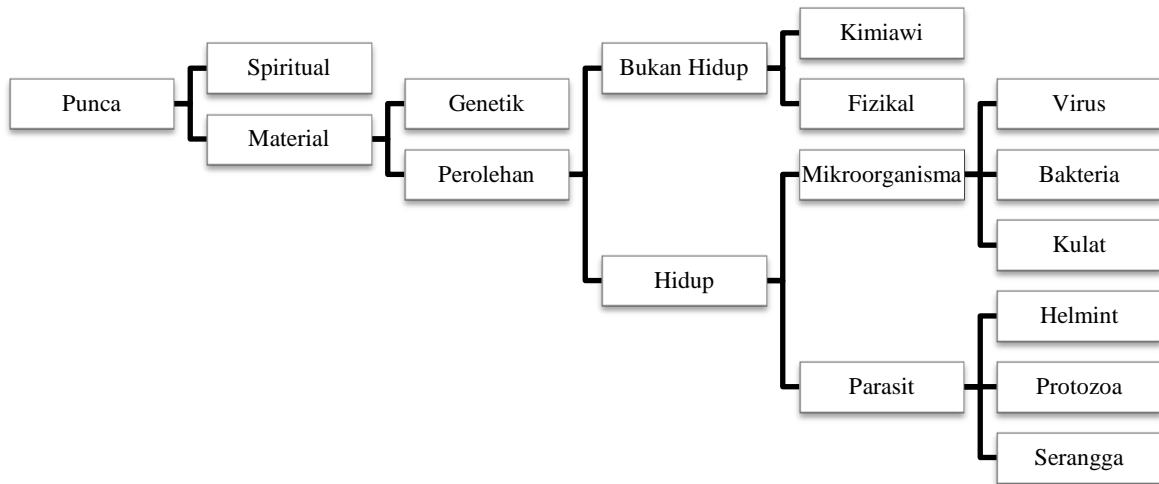 Punca
Spiritual
Material
Genetik
Perolehan
Bukan Hidup
Hidup
Kimiawi
Fizikal
Mikroorganisma
Parasit
Virus
Bakteria
Kulat
Helmint
Protozoa
Serangga